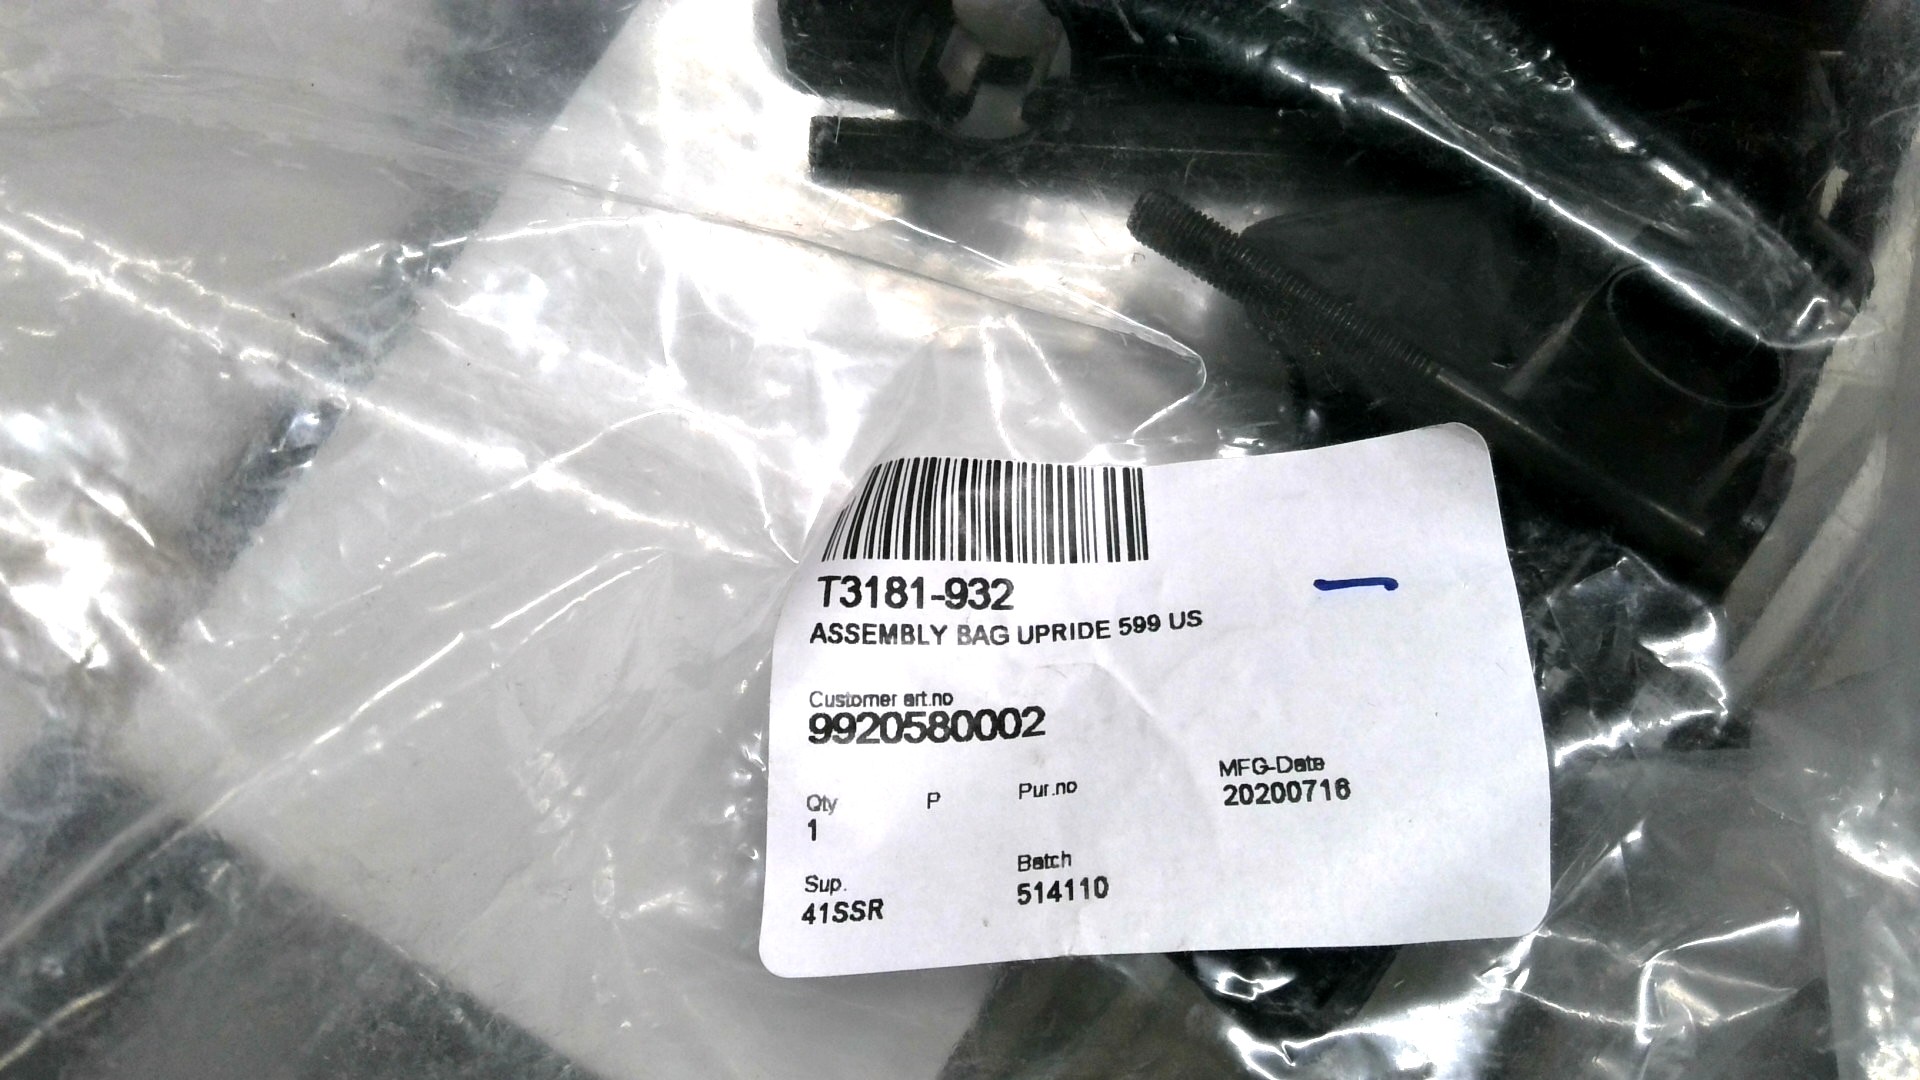 T3181-932
ASSEMBLY BAG UPRIDE 599 US
Customer art.no
9920580002
Qty P Pur.no MFG-Date
1 20200716
Sup. Batch
41SSR 514110